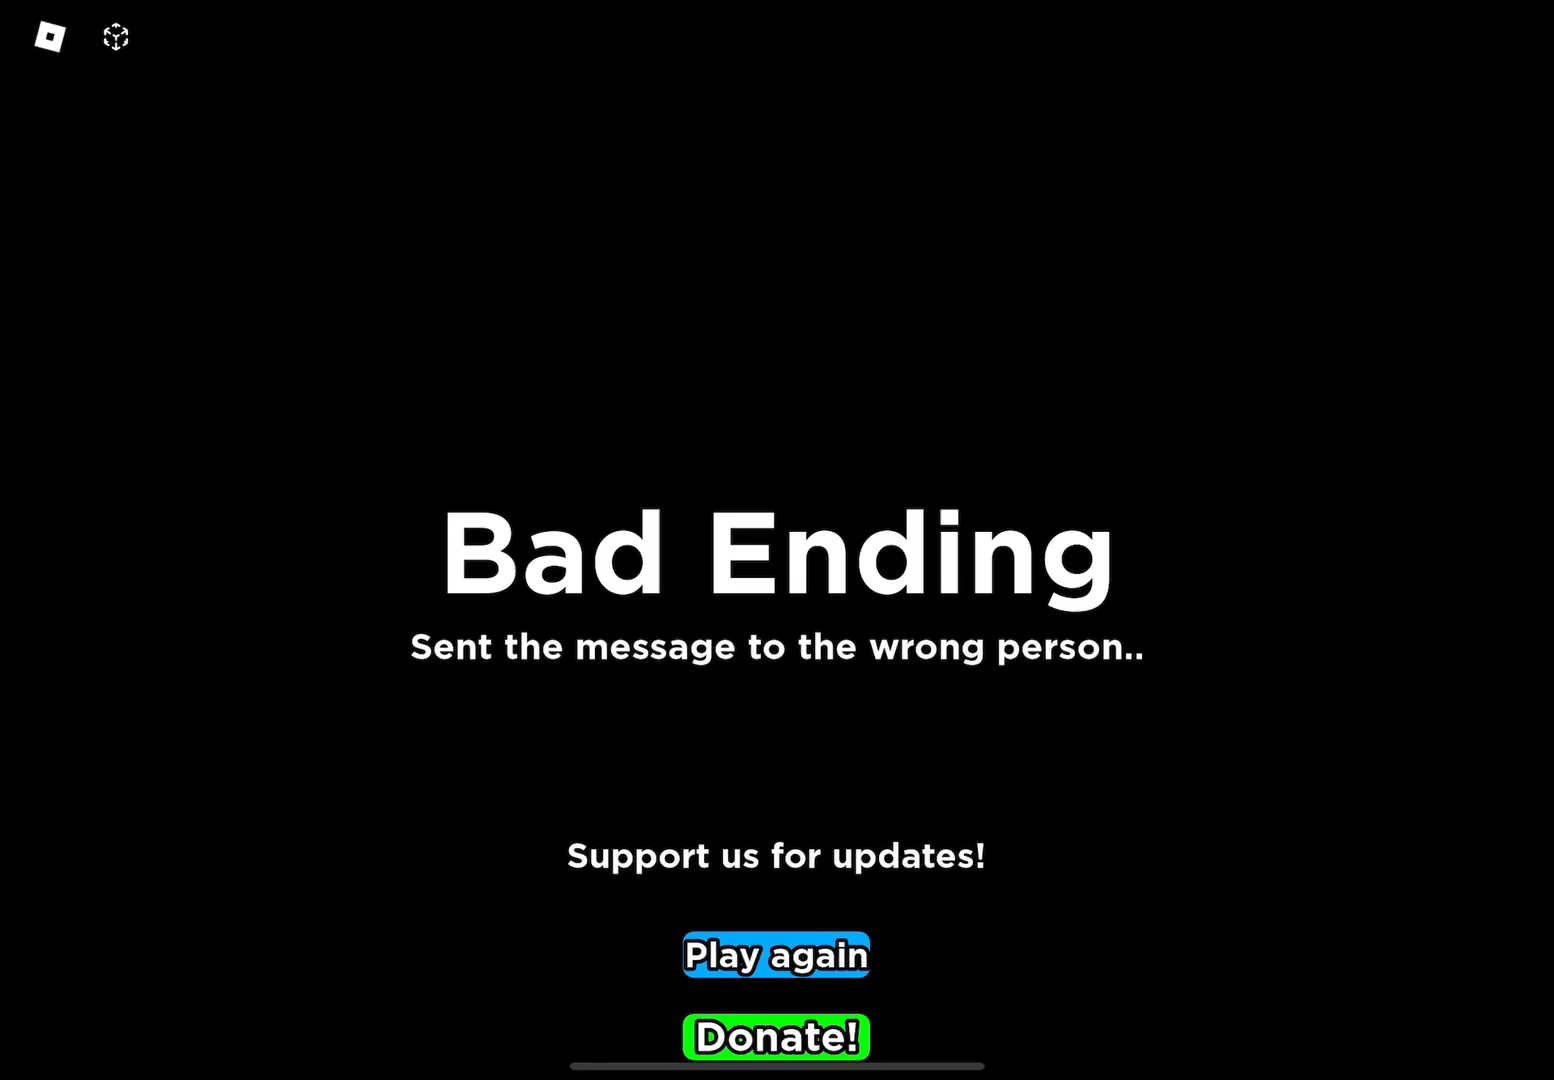 Bad Ending
Sent the message to the wrong person..
Support us for updates!
Play again
Donate!